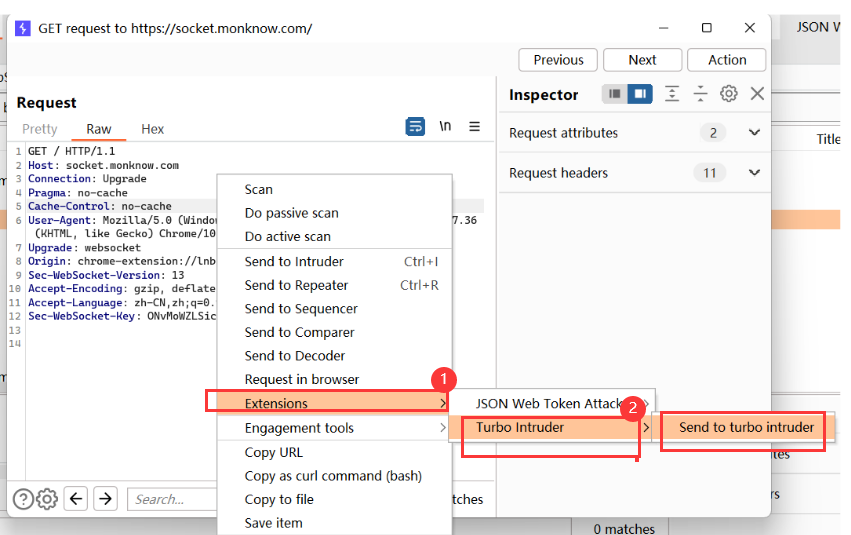 GET request to https://socket.monknow.com/
JSON W
Previous
Next
Action
Request
Inspector
Pretty
Raw
Hex
\n
Request attributes
2
Title
Request headers
11
1 GET / HTTP/1.1
2 Host: socket.monknow.com
3 Connection: Upgrade
4 Pragma: no-cache
5 Cache-Control: no-cache
6 User-Agent: Mozilla/5.0 (Window
7.36
(KHTML, like Gecko) Chrome/10
7 Upgrade: websocket
8 Origin: chrome-extension://lnb
9 Sec-WebSocket-Version: 13
10 Accept-Encoding: gzip, deflate
11 Accept-Language: zh-CN,zh;q=0.
12 Sec-WebSocket-Key: ONvMoWZLSic
13
14
Scan
Do passive scan
Do active scan
Send to Intruder Ctrl+I
Send to Repeater Ctrl+R
Send to Sequencer
Send to Comparer
Send to Decoder
Request in browser
1
Extensions
JSON Web Token Attack
2
Engagement tools
Turbo Intruder
Send to turbo intruder
Copy URL
Copy as curl command (bash)
Copy to file
Save item
Search...
tches
0 matches